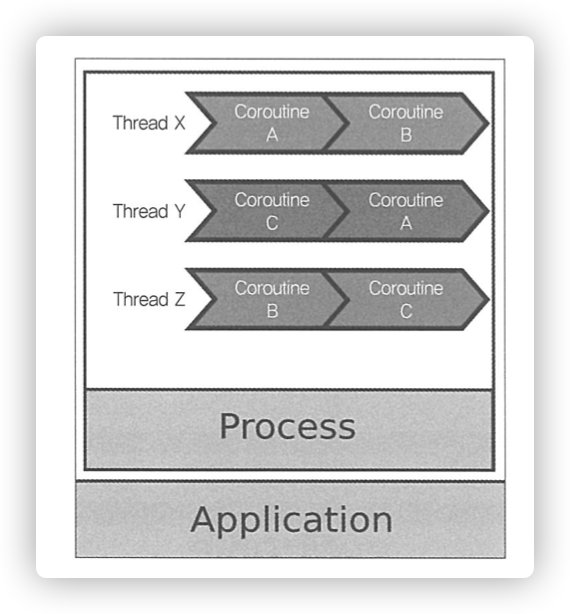 Thread X
Coroutine
A
Coroutine
B
Thread Y
Coroutine
C
Coroutine
A
Thread Z
Coroutine
B
Coroutine
C
Process
Application